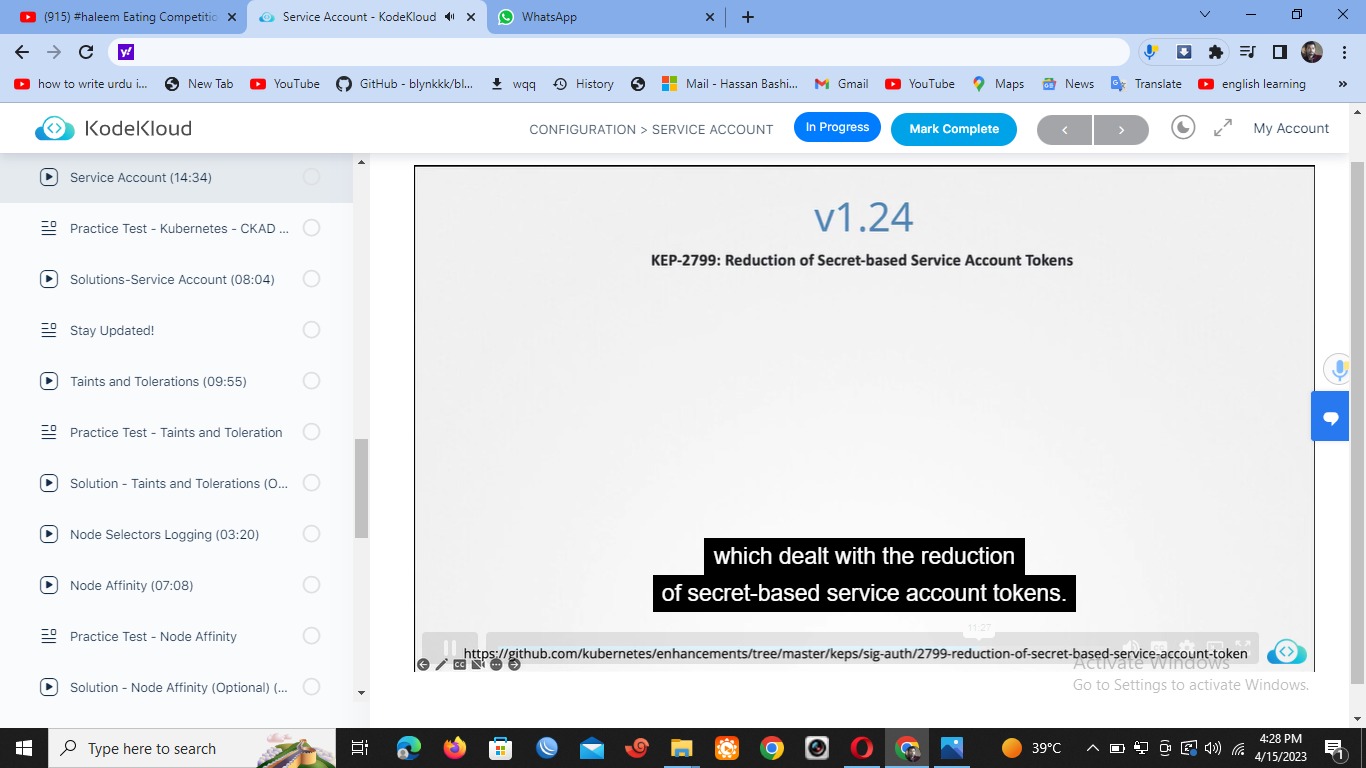 (915) #haleem Eating Competitio
Service Account - KodeKloud
WhatsApp
y!
how to write urdu i...
New Tab
YouTube
GitHub - blynkkk/bl...
wqq
History
Mail - Hassan Bashi...
Gmail
YouTube
Maps
News
Translate
english learning
»
KodeKloud
CONFIGURATION > SERVICE ACCOUNT
In Progress
Mark Complete
My Account
Service Account (14:34)
Practice Test - Kubernetes - CKAD ...
Solutions-Service Account (08:04)
Stay Updated!
Taints and Tolerations (09:55)
Practice Test - Taints and Toleration
Solution - Taints and Tolerations (O...
Node Selectors Logging (03:20)
Node Affinity (07:08)
Practice Test - Node Affinity
Solution - Node Affinity (Optional) (...
v1.24
KEP-2799: Reduction of Secret-based Service Account Tokens
which dealt with the reduction
of secret-based service account tokens.
11:27
https://github.com/kubernetes/enhancements/tree/master/keps/sig-auth/2799-reduction-of-secret-based-service-account-token
Activate Windows
Go to Settings to activate Windows.
Type here to search
39°C
4:28 PM
4/15/2023
1